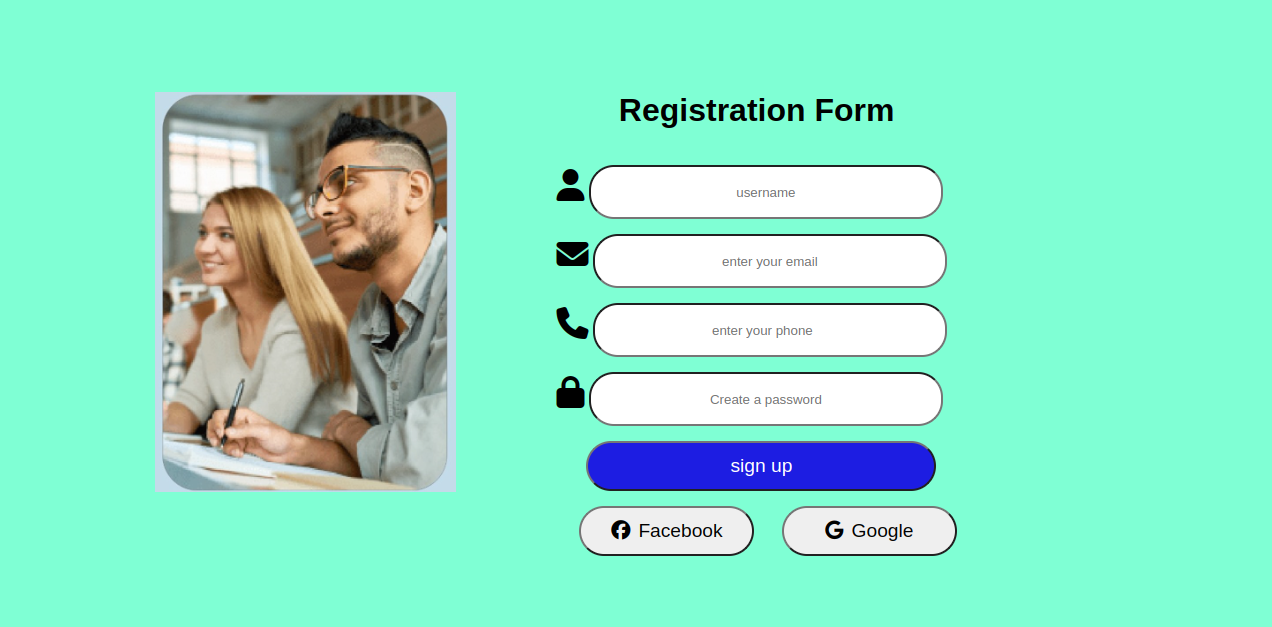 Registration Form
username
enter your email
enter your phone
Create a password
sign up
Facebook Google